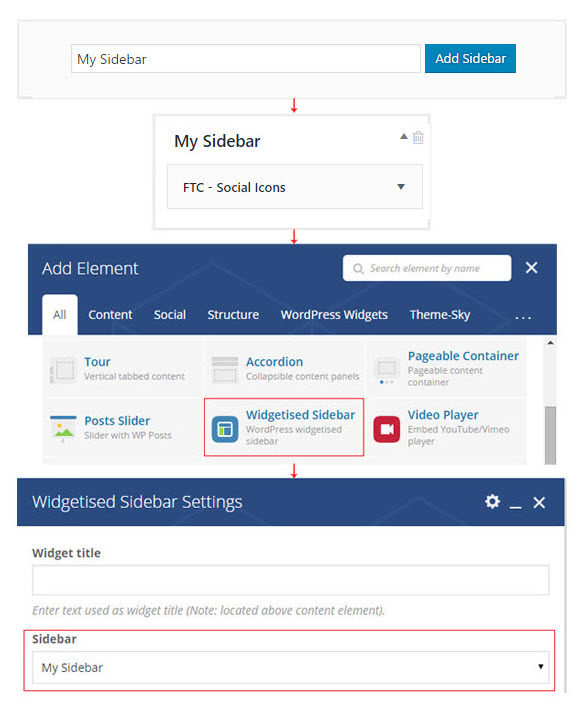 My Sidebar
Add Sidebar
My Sidebar
FTC - Social Icons
Add Element
Search element by name
All
Content
Social
Structure
WordPress Widgets
Theme-Sky
...
Tour
Vertical tabbed content
Accordion
Collapsible content panels
Pageable Container
Pageable content
container
Posts Slider
Slider with WP Posts
Widgetised Sidebar
WordPress widgetised
sidebar
Video Player
Embed YouTube/Vimeo
player
Widgetised Sidebar Settings
Widget title
Enter text used as widget title (Note: located above content element).
Sidebar
My Sidebar